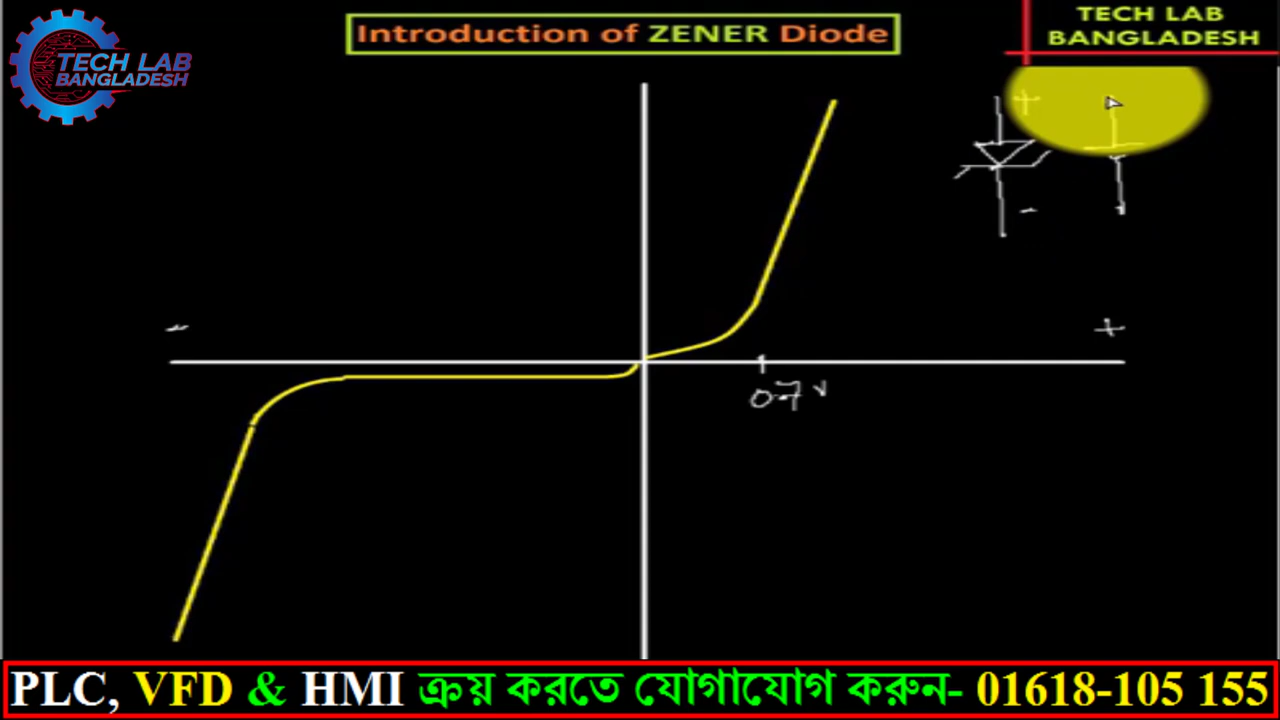 TECH LAB
BANGLADESH
Introduction of ZENER Diode
TECH LAB
BANGLADESH
+
-
-
+
0.7 v
PLC, VFD & HMI ক্রয় করতে যোগাযোগ করুন- 01618-105 155